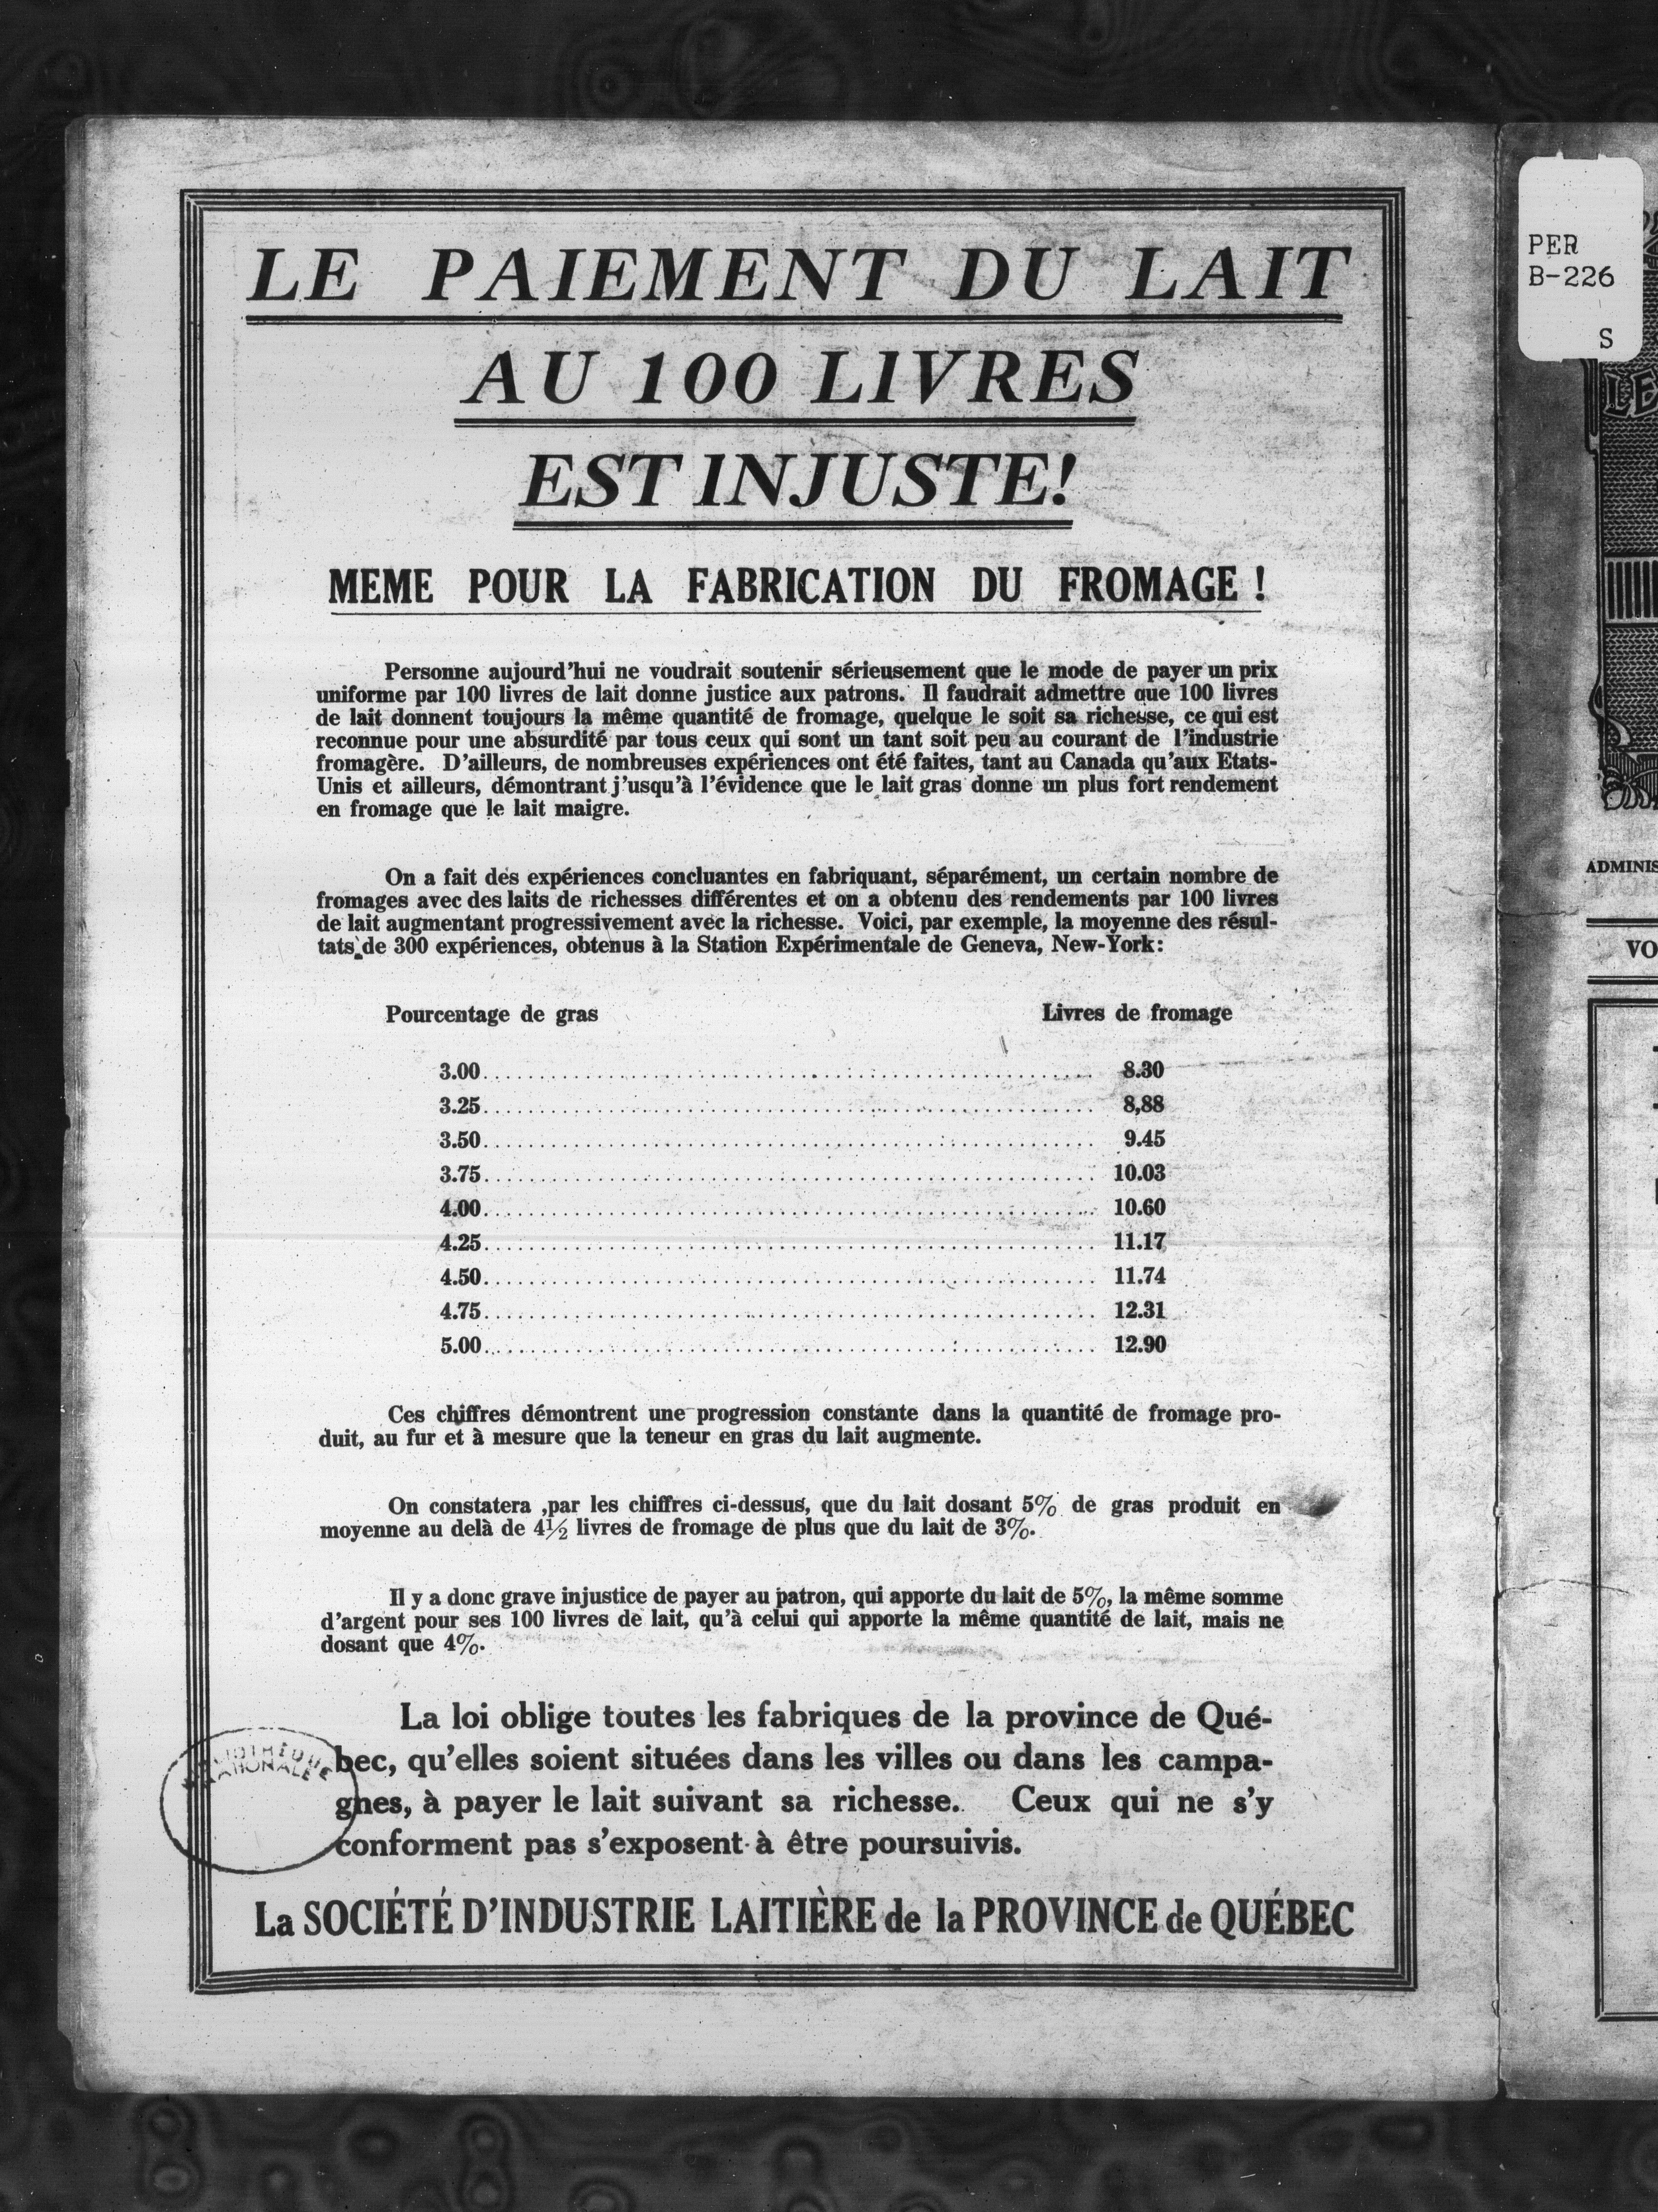 LE PAIEMENT DU LAIT
AU 100 LIVRES
EST INJUSTE!
MEME POUR LA FABRICATION DU FROMAGE !
Personne aujourd'hui ne voudrait soutenir sérieusement que le mode de payer un prix
uniforme par 100 livres de lait donne justice aux patrons. Il faudrait admettre que 100 livres
de lait donnent toujours la même quantité de fromage, quelque le soit sa richesse, ce qui est
reconnue pour une absurdité par tous ceux qui sont un tant soit peu au courant de l'industrie
fromagère. D'ailleurs, de nombreuses expériences ont été faites, tant au Canada qu'aux Etats-
Unis et ailleurs, démontrant j'usqu'à l'évidence que le lait gras donne un plus fort rendement
en fromage que le lait maigre.
On a fait des expériences concluantes en fabriquant, séparément, un certain nombre de
fromages avec des laits de richesses différentes et on a obtenu des rendements par 100 livres
de lait augmentant progressivement avec la richesse. Voici, par exemple, la moyenne des résul-
tats de 300 expériences, obtenus à la Station Expérimentale de Geneva, New-York:
Pourcentage de gras Livres de fromage
3.00 8.30
3.25 8,88
3.50 9.45
3.75 10.03
4.00 10.60
4.25 11.17
4.50 11.74
4.75 12.31
5.00 12.90
Ces chiffres démontrent une progression constante dans la quantité de fromage pro-
duit, au fur et à mesure que la teneur en gras du lait augmente.
On constatera ,par les chiffres ci-dessus, que du lait dosant 5% de gras produit en
moyenne au delà de 4½ livres de fromage de plus que du lait de 3%.
Il y a donc grave injustice de payer au patron, qui apporte du lait de 5%, la même somme
d'argent pour ses 100 livres de lait, qu'à celui qui apporte la même quantité de lait, mais ne
dosant que 4%.
La loi oblige toutes les fabriques de la province de Qué-
bec, qu'elles soient situées dans les villes ou dans les campa-
gnes, à payer le lait suivant sa richesse. Ceux qui ne s'y
conforment pas s'exposent à être poursuivis.
La SOCIÉTÉ D'INDUSTRIE LAITIÈRE de la PROVINCE de QUÉBEC
PER
B-226
S
LE
ADMINIS
VO